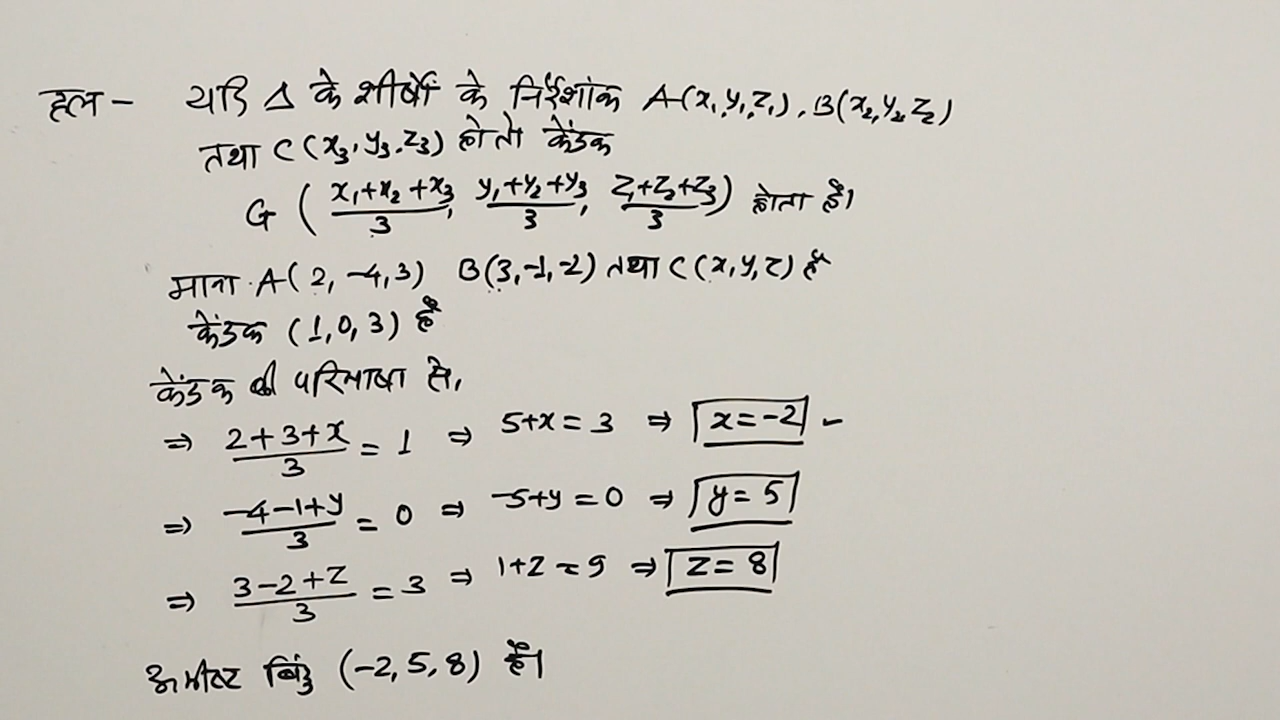 हल - यदि Δ के शीर्षों के निर्देशांक A(x₁, y₁, z₁), B(x₂, y₂, z₂)
तथा C(x₃, y₃, z₃) हो तो केंद्रक
G ( (x₁+x₂+x₃)/3, (y₁+y₂+y₃)/3, (z₁+z₂+z₃)/3 ) होता है।
माना A(2, -4, 3) B(3, -1, -2) तथा C(x, y, z) है
केंद्रक (1, 0, 3) है
केंद्रक की परिभाषा से,
⇒ (2+3+x)/3 = 1 ⇒ 5+x = 3 ⇒ x = -2
⇒ (-4-1+y)/3 = 0 ⇒ -5+y = 0 ⇒ y = 5
⇒ (3-2+z)/3 = 3 ⇒ 1+z = 9 ⇒ z = 8
अभीष्ट बिंदु (-2, 5, 8) है।